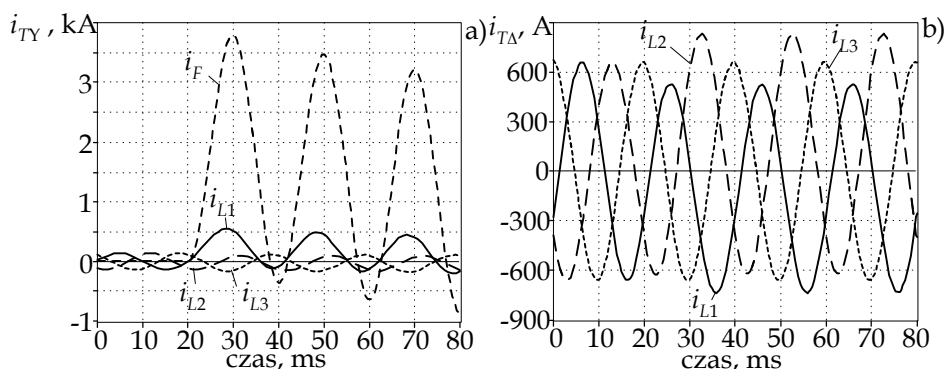 i_TY , kA
a)
i_F
i_L1
i_L2
i_L3
3
2
1
0
-1
0 10 20 30 40 50 60 70 80
czas, ms
i_TΔ, A
b)
i_L2
i_L3
i_L1
600
300
0
-300
-600
-900
0 10 20 30 40 50 60 70 80
czas, ms